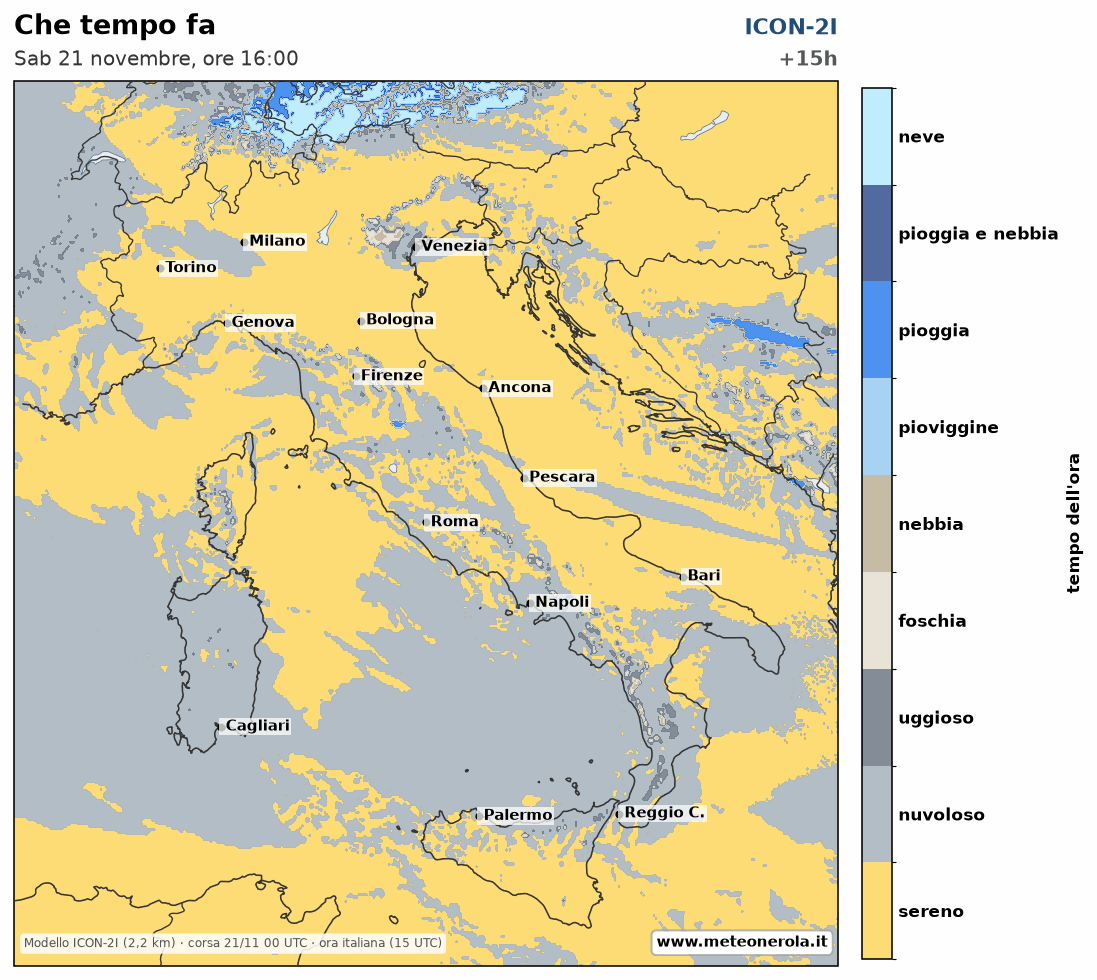 Che tempo fa
ICON-2I
Sab 21 novembre, ore 16:00
+15h
neve
pioggia e nebbia
pioggia
pioviggine
nebbia
foschia
uggioso
nuvoloso
sereno
tempo dell'ora
Milano
Venezia
Torino
Genova
Bologna
Firenze
Ancona
Pescara
Roma
Bari
Napoli
Cagliari
Palermo
Reggio C.
Modello ICON-2I (2,2 km) · corsa 21/11 00 UTC · ora italiana (15 UTC)
www.meteonerola.it